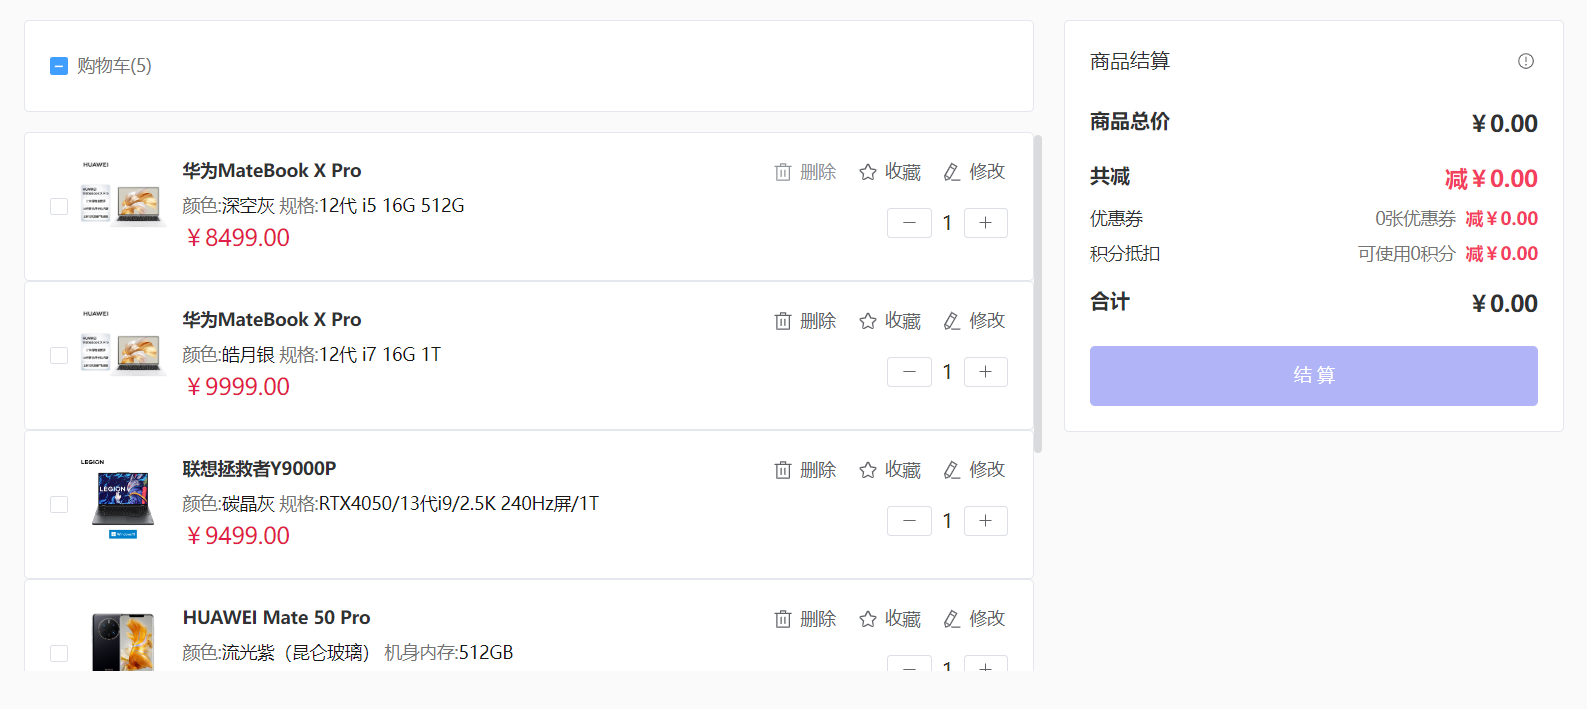 购物车(5)
HUAWEI
华为MateBook X Pro
删除 收藏 修改
颜色:深空灰 规格:12代 i5 16G 512G
¥8499.00
1
HUAWEI
华为MateBook X Pro
删除 收藏 修改
颜色:皓月银 规格:12代 i7 16G 1T
¥9999.00
1
LEGION
LEGION
联想拯救者Y9000P
删除 收藏 修改
颜色:碳晶灰 规格:RTX4050/13代i9/2.5K 240Hz屏/1T
¥9499.00
1
HUAWEI Mate 50 Pro
删除 收藏 修改
颜色:流光紫（昆仑玻璃） 机身内存:512GB
1
商品结算
商品总价 ¥0.00
共减 减¥0.00
优惠券 0张优惠券 减¥0.00
积分抵扣 可使用0积分 减¥0.00
合计 ¥0.00
结算